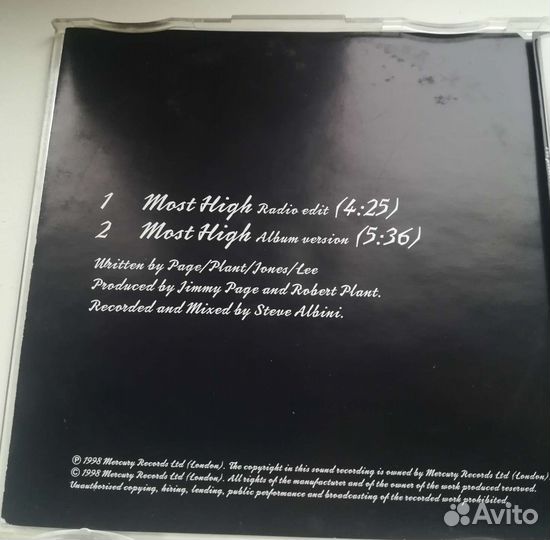 1 Most High Radio edit (4:25)
2 Most High Album version (5:36)
Written by Page/Plant/Jones/Lee
Produced by Jimmy Page and Robert Plant.
Recorded and Mixed by Steve Albini.
℗ 1998 Mercury Records Ltd (London). The copyright in this sound recording is owned by Mercury Records Ltd (London).
© 1998 Mercury Records Ltd (London). All rights of the manufacturer and of the owner of the work produced reserved.
Unauthorised copying, hiring, lending, public performance and broadcasting of the recorded work prohibited.
Avito